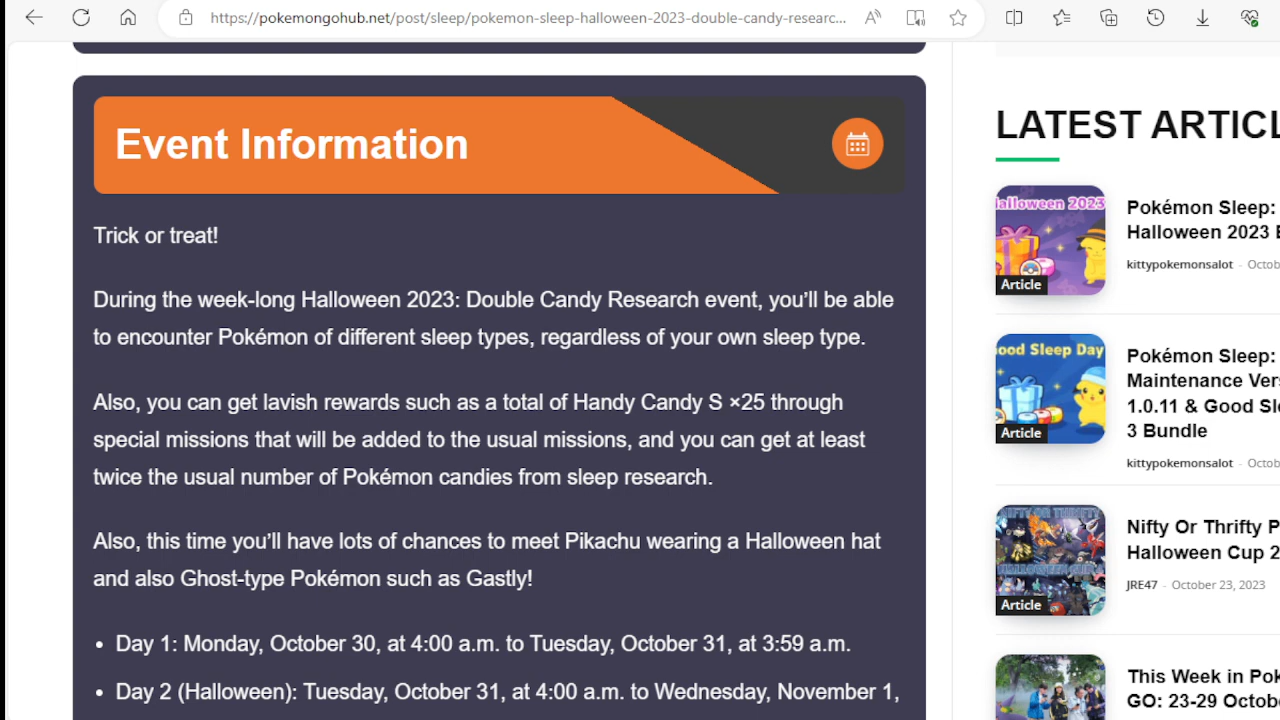 https://pokemongohub.net/post/sleep/pokemon-sleep-halloween-2023-double-candy-researc...
Event Information
Trick or treat!
During the week-long Halloween 2023: Double Candy Research event, you’ll be able
to encounter Pokémon of different sleep types, regardless of your own sleep type.
Also, you can get lavish rewards such as a total of Handy Candy S ×25 through
special missions that will be added to the usual missions, and you can get at least
twice the usual number of Pokémon candies from sleep research.
Also, this time you’ll have lots of chances to meet Pikachu wearing a Halloween hat
and also Ghost-type Pokémon such as Gastly!
• Day 1: Monday, October 30, at 4:00 a.m. to Tuesday, October 31, at 3:59 a.m.
• Day 2 (Halloween): Tuesday, October 31, at 4:00 a.m. to Wednesday, November 1,
LATEST ARTICL
alloween 2023
Article
Pokémon Sleep:
Halloween 2023 
kittypokemonsalot - Octob
ood Sleep Day
Article
Pokémon Sleep:
Maintenance Ver
1.0.11 & Good Sle
3 Bundle
kittypokemonsalot - Octob
NIFTY OR THRIFTY
Article
Nifty Or Thrifty P
Halloween Cup 2
JRE47 - October 23, 2023
This Week in Pok
GO: 23-29 Octob